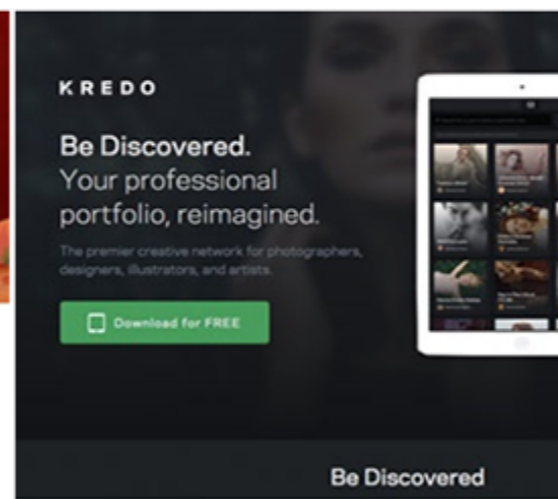 KREDO
Be Discovered.
Your professional
portfolio, reimagined.
The premier creative network for photographers,
designers, illustrators, and artists.
Download for FREE
Be Discovered